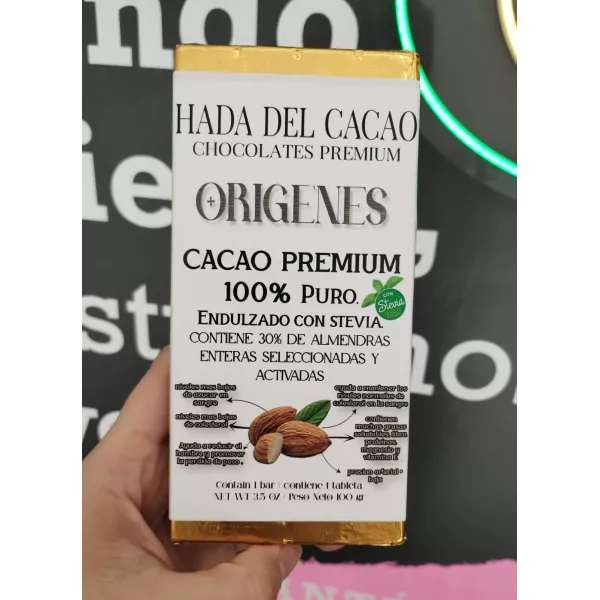 ndo
HADA DEL CACAO
CHOCOLATES PREMIUM
ORIGENES
CACAO PREMIUM
100% PURO.
CON
Stevia
ENDULZADO CON STEVIA.
CONTIENE 30% DE ALMENDRAS
ENTERAS SELECCIONADAS Y
ACTIVADAS
niveles mas bajos
de azucar en
sangre
niveles mas bajos
de colesterol
Ayuda a reducir el
hambre y promover
la perdida de peso .
ayuda a mantener los
niveles normales de
colesterol en la sangre
contienen
muchas grasas
saludables, fibra
proteinas,
magnesio y
vitamina E
presion arterial +
baja
Contain 1 bar / contiene 1 tableta
NET WT 3.5 OZ / Peso Neto 100 gr